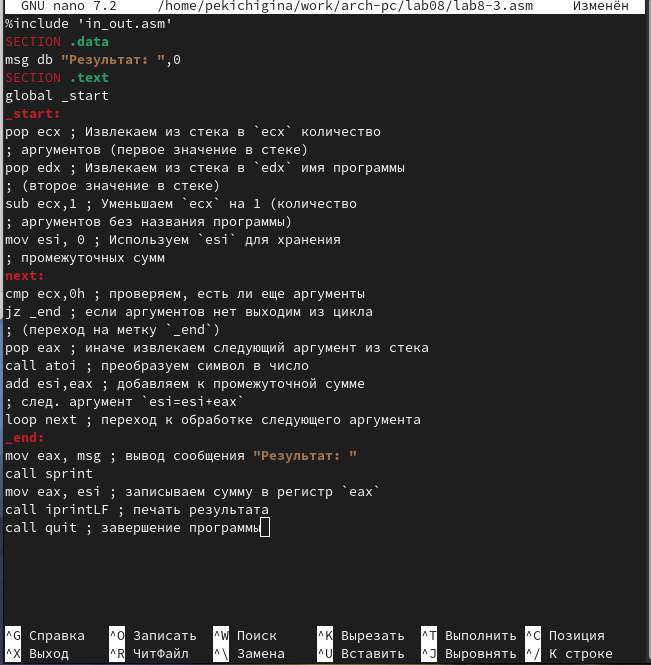 GNU nano 7.2 /home/pekichigina/work/arch-pc/lab08/lab8-3.asm Изменён
%include 'in_out.asm'
SECTION .data
msg db "Результат: ",0
SECTION .text
global _start
_start:
pop ecx ; Извлекаем из стека в `ecx` количество
; аргументов (первое значение в стеке)
pop edx ; Извлекаем из стека в `edx` имя программы
; (второе значение в стеке)
sub ecx,1 ; Уменьшаем `ecx` на 1 (количество
; аргументов без названия программы)
mov esi, 0 ; Используем `esi` для хранения
; промежуточных сумм
next:
cmp ecx,0h ; проверяем, есть ли еще аргументы
jz _end ; если аргументов нет выходим из цикла
; (переход на метку `_end`)
pop eax ; иначе извлекаем следующий аргумент из стека
call atoi ; преобразуем символ в число
add esi,eax ; добавляем к промежуточной сумме
; след. аргумент `esi=esi+eax`
loop next ; переход к обработке следующего аргумента
_end:
mov eax, msg ; вывод сообщения "Результат: "
call sprint
mov eax, esi ; записываем сумму в регистр `eax`
call iprintLF ; печать результата
call quit ; завершение программы
^G Справка ^O Записать ^W Поиск ^K Вырезать ^T Выполнить ^C Позиция
^X Выход ^R ЧитФайл ^\ Замена ^U Вставить ^J Выровнять ^/ К строке